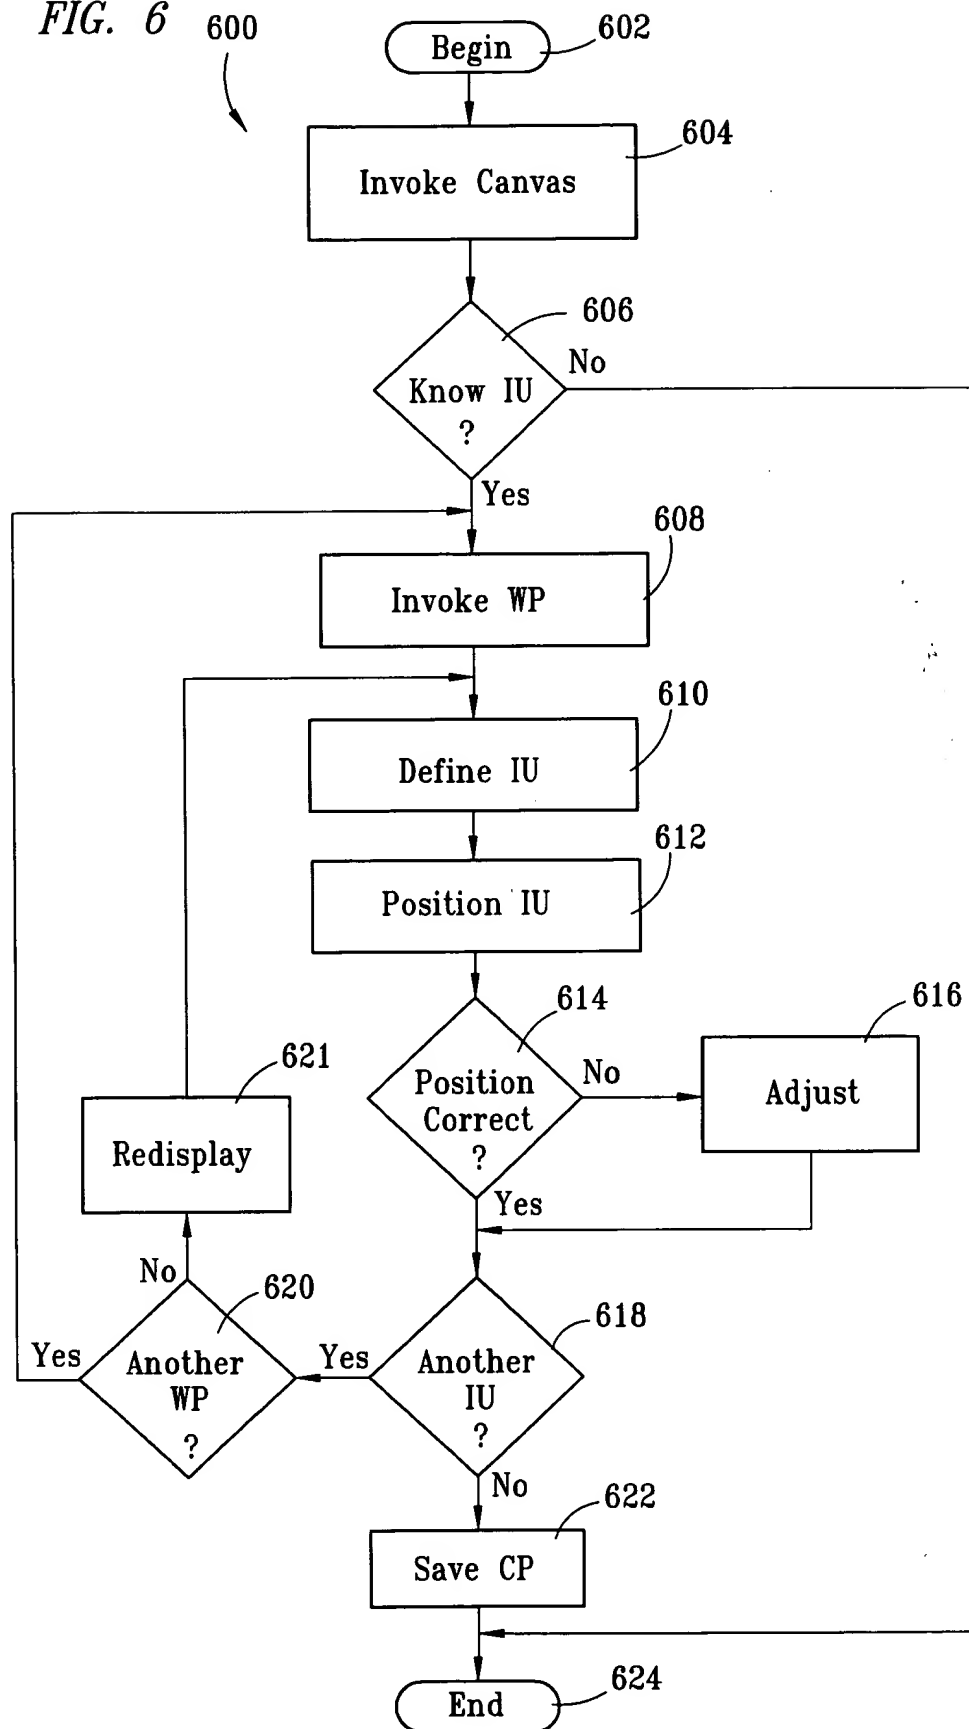 FIG. 6
600
Begin
602
Invoke Canvas
604
606
Know IU
?
No
Yes
608
Invoke WP
610
Define IU
612
Position IU
614
Position
Correct
?
No
616
Adjust
Yes
621
Redisplay
No
620
Another
WP
?
Yes
Yes
618
Another
IU
?
No
622
Save CP
End
624